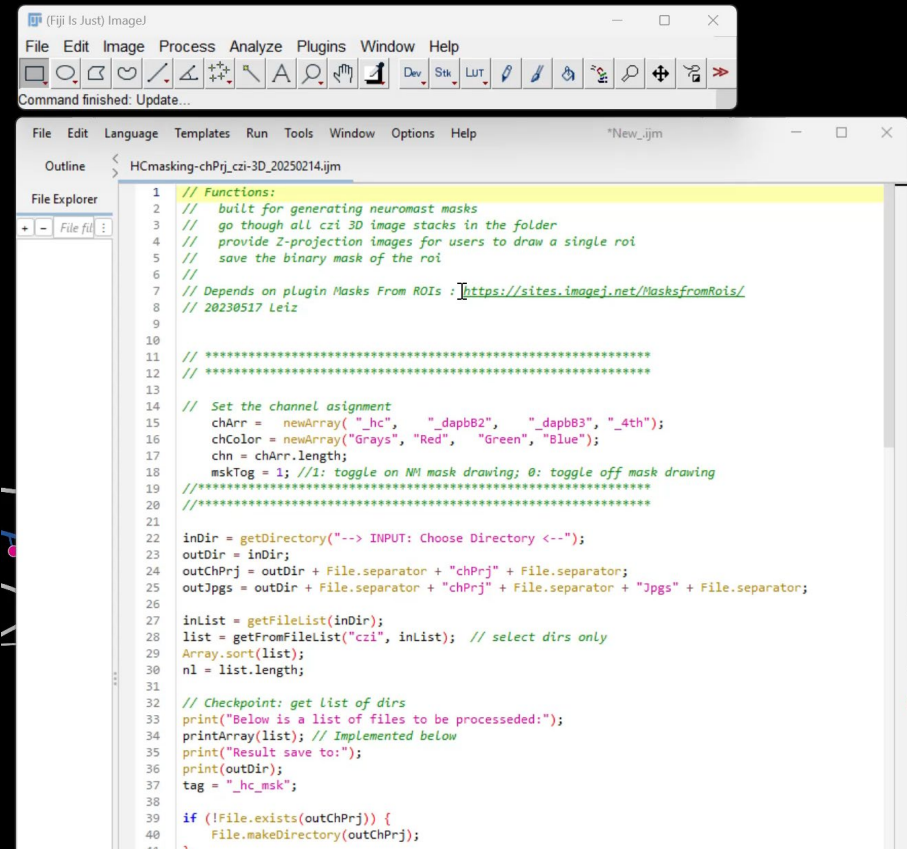 (Fiji Is Just) ImageJ
File Edit Image Process Analyze Plugins Window Help
Dev Stk LUT
Command finished: Update...
File Edit Language Templates Run Tools Window Options Help *New_.ijm
Outline
HCmasking-chPrj_czi-3D_20250214.ijm
File Explorer
+ - File fil
1 // Functions:
2 //   built for generating neuromast masks
3 //   go though all czi 3D image stacks in the folder
4 //   provide Z-projection images for users to draw a single roi
5 //   save the binary mask of the roi
6 //
7 // Depends on plugin Masks From ROIs : https://sites.imagej.net/MasksfromRois/
8 // 20230517 Leiz
9
10
11 // **************************************************************
12 // **************************************************************
13
14 //  Set the channel asignment
15     chArr =   newArray( "_hc",    "_dapbB2",    "_dapbB3", "_4th");
16     chColor = newArray("Grays", "Red",   "Green", "Blue");
17     chn = chArr.length;
18     mskTog = 1; //1: toggle on NM mask drawing; 0: toggle off mask drawing
19 //***************************************************************
20 //***************************************************************
21
22 inDir = getDirectory("--> INPUT: Choose Directory <--");
23 outDir = inDir;
24 outChPrj = outDir + File.separator + "chPrj" + File.separator;
25 outJpgs = outDir + File.separator + "chPrj" + File.separator + "Jpgs" + File.separator;
26
27 inList = getFileList(inDir);
28 list = getFromFileList("czi", inList);  // select dirs only
29 Array.sort(list);
30 nl = list.length;
31
32 // Checkpoint: get list of dirs
33 print("Below is a list of files to be processeded:");
34 printArray(list); // Implemented below
35 print("Result save to:");
36 print(outDir);
37 tag = "_hc_msk";
38
39 if (!File.exists(outChPrj)) {
40     File.makeDirectory(outChPrj);